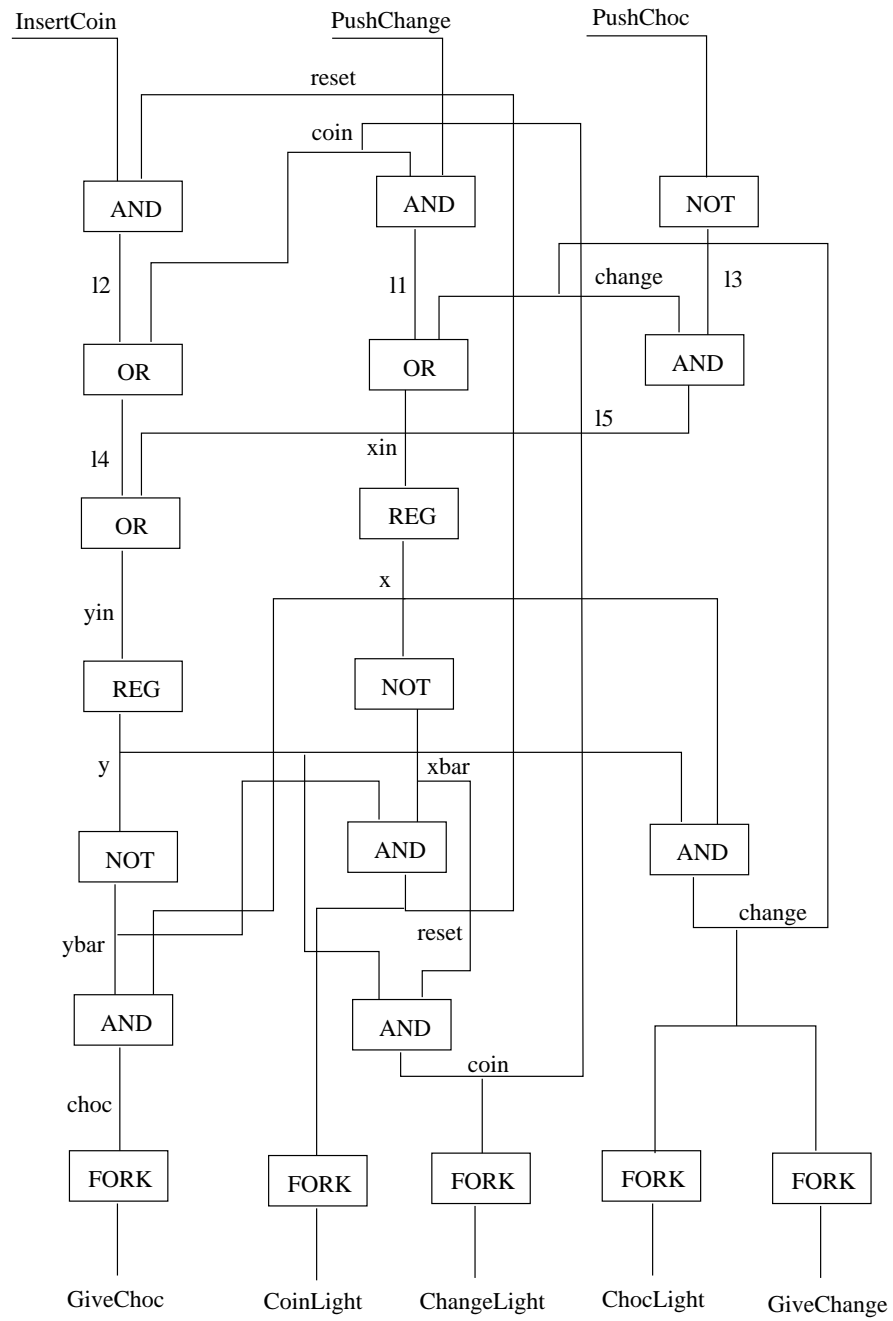 InsertCoin
PushChange
PushChoc
reset
coin
AND
AND
NOT
l2
l1
change
l3
OR
OR
AND
l5
l4
xin
OR
REG
x
yin
REG
NOT
y
xbar
NOT
AND
AND
change
ybar
reset
AND
AND
coin
choc
FORK
FORK
FORK
FORK
FORK
GiveChoc
CoinLight
ChangeLight
ChocLight
GiveChange